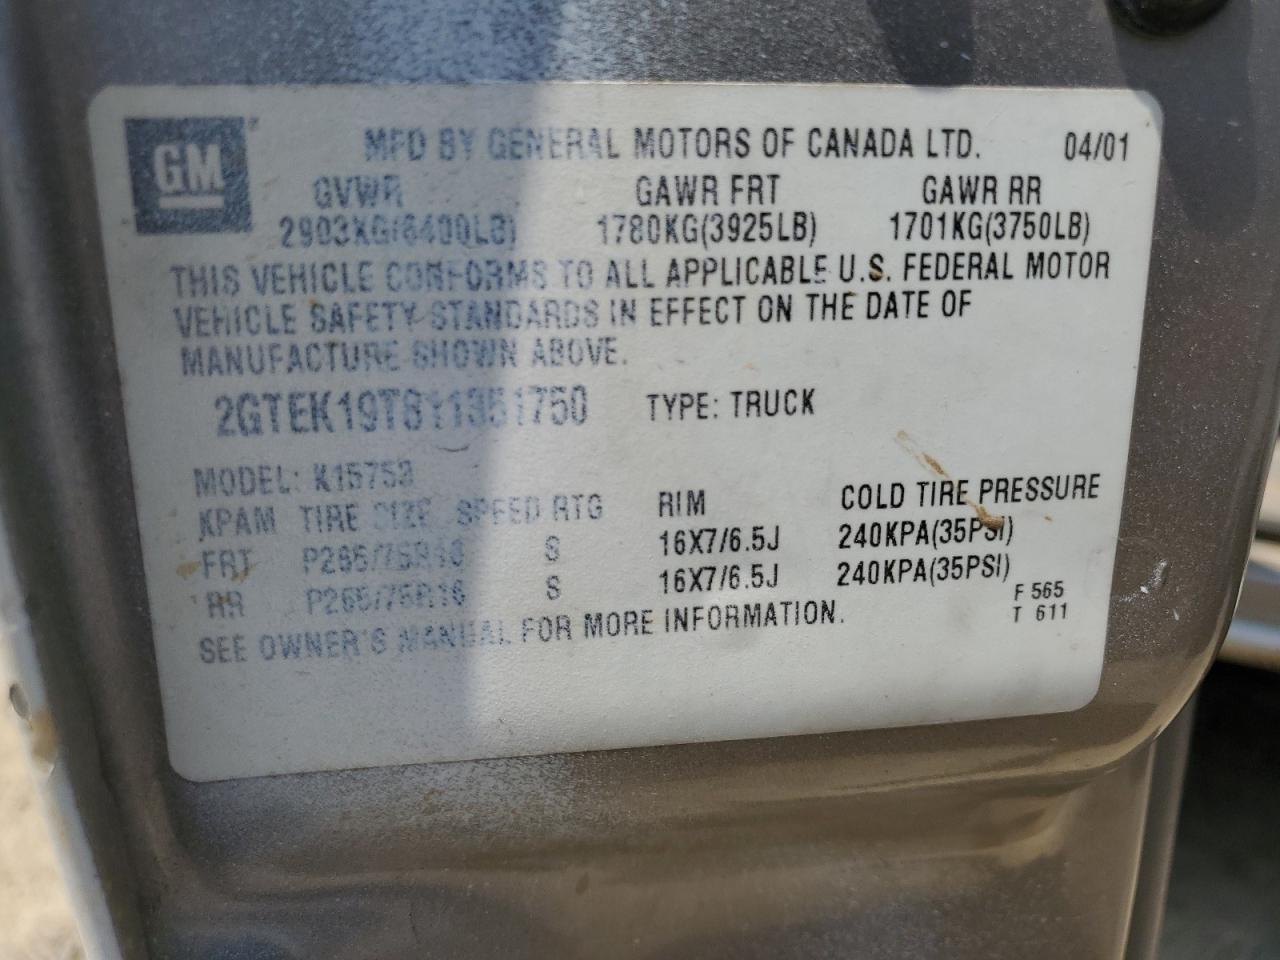 GM
MFD BY GENERAL MOTORS OF CANADA LTD. 04/01
GVWR GAWR FRT GAWR RR
2903KG(6400LB) 1780KG(3925LB) 1701KG(3750LB)
THIS VEHICLE CONFORMS TO ALL APPLICABLE U.S. FEDERAL MOTOR
VEHICLE SAFETY STANDARDS IN EFFECT ON THE DATE OF
MANUFACTURE SHOWN ABOVE.
2GTEK19T811351750 TYPE: TRUCK
MODEL: K15753
KPAM TIRE SIZE SPEED RTG RIM COLD TIRE PRESSURE
FRT P265/75R16 S 16X7/6.5J 240KPA(35PSI)
RR P265/75R16 S 16X7/6.5J 240KPA(35PSI)
SEE OWNER'S MANUAL FOR MORE INFORMATION.
F 565
T 611